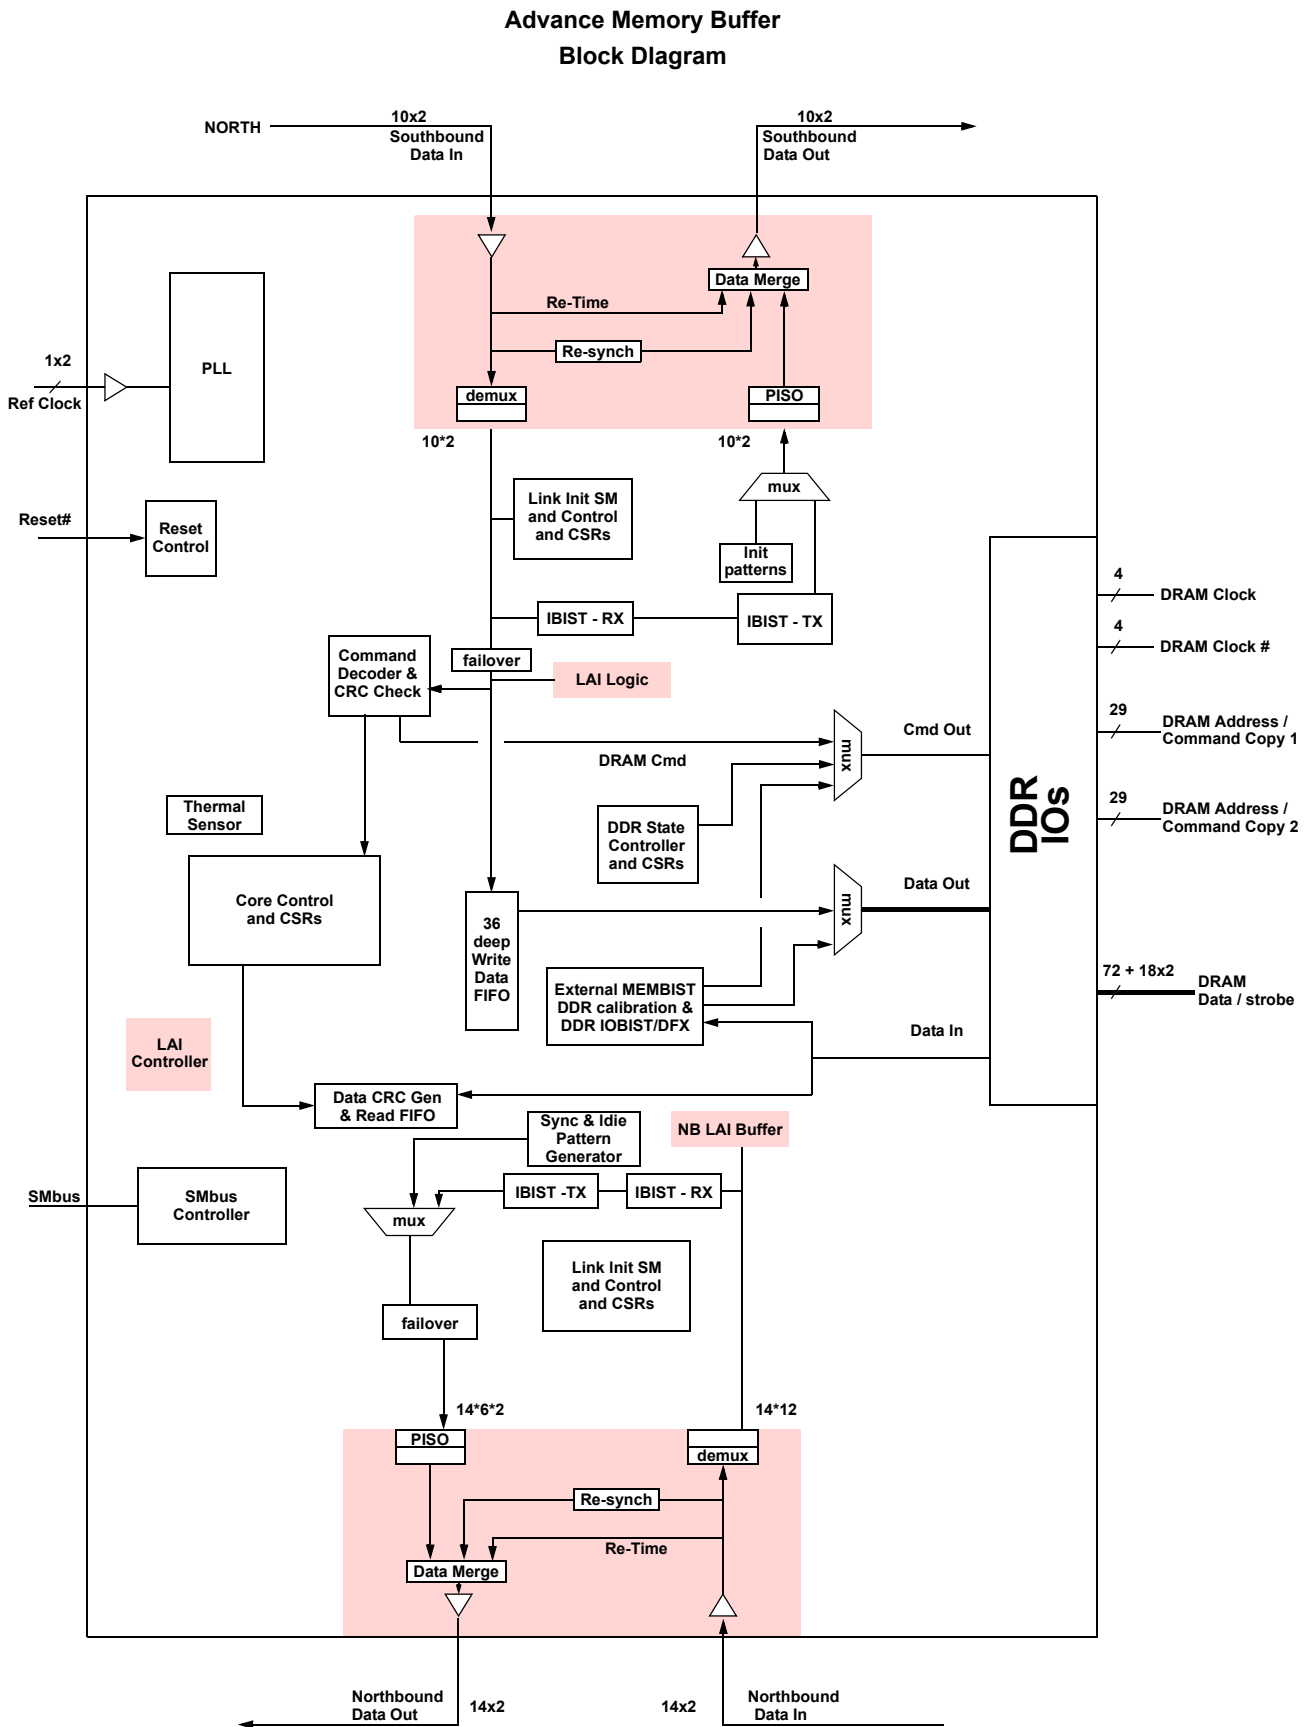 Advance Memory Buffer
Block DIagram
10x2
10x2
NORTH
Southbound
Data In
Southbound
Data Out
Data Merge
Re-Time
Re-synch
1x2
PLL
Ref Clock
demux
PISO
10*2
10*2
mux
Link Init SM
and Control
and CSRs
Reset#
Reset
Control
Init
patterns
4
DRAM Clock
IBIST - RX
IBIST - TX
4
DRAM Clock #
Command
Decoder &
CRC Check
failover
LAI Logic
29
DRAM Address /
Command Copy 1
Cmd Out
mux
DRAM Cmd
DDR
IOs
Thermal
Sensor
DDR State
Controller
and CSRs
29
DRAM Address /
Command Copy 2
Core Control
and CSRs
Data Out
mux
36
deep
Write
Data
FIFO
72 + 18x2
DRAM
Data / strobe
External MEMBIST
DDR calibration &
DDR IOBIST/DFX
Data In
LAI
Controller
Data CRC Gen
& Read FIFO
Sync & Idie
Pattern
Generator
NB LAI Buffer
SMbus
SMbus
Controller
IBIST -TX
IBIST - RX
mux
Link Init SM
and Control
and CSRs
failover
14*6*2
14*12
PISO
demux
Re-synch
Re-Time
Data Merge
Northbound
Data Out
14x2
14x2
Northbound
Data In